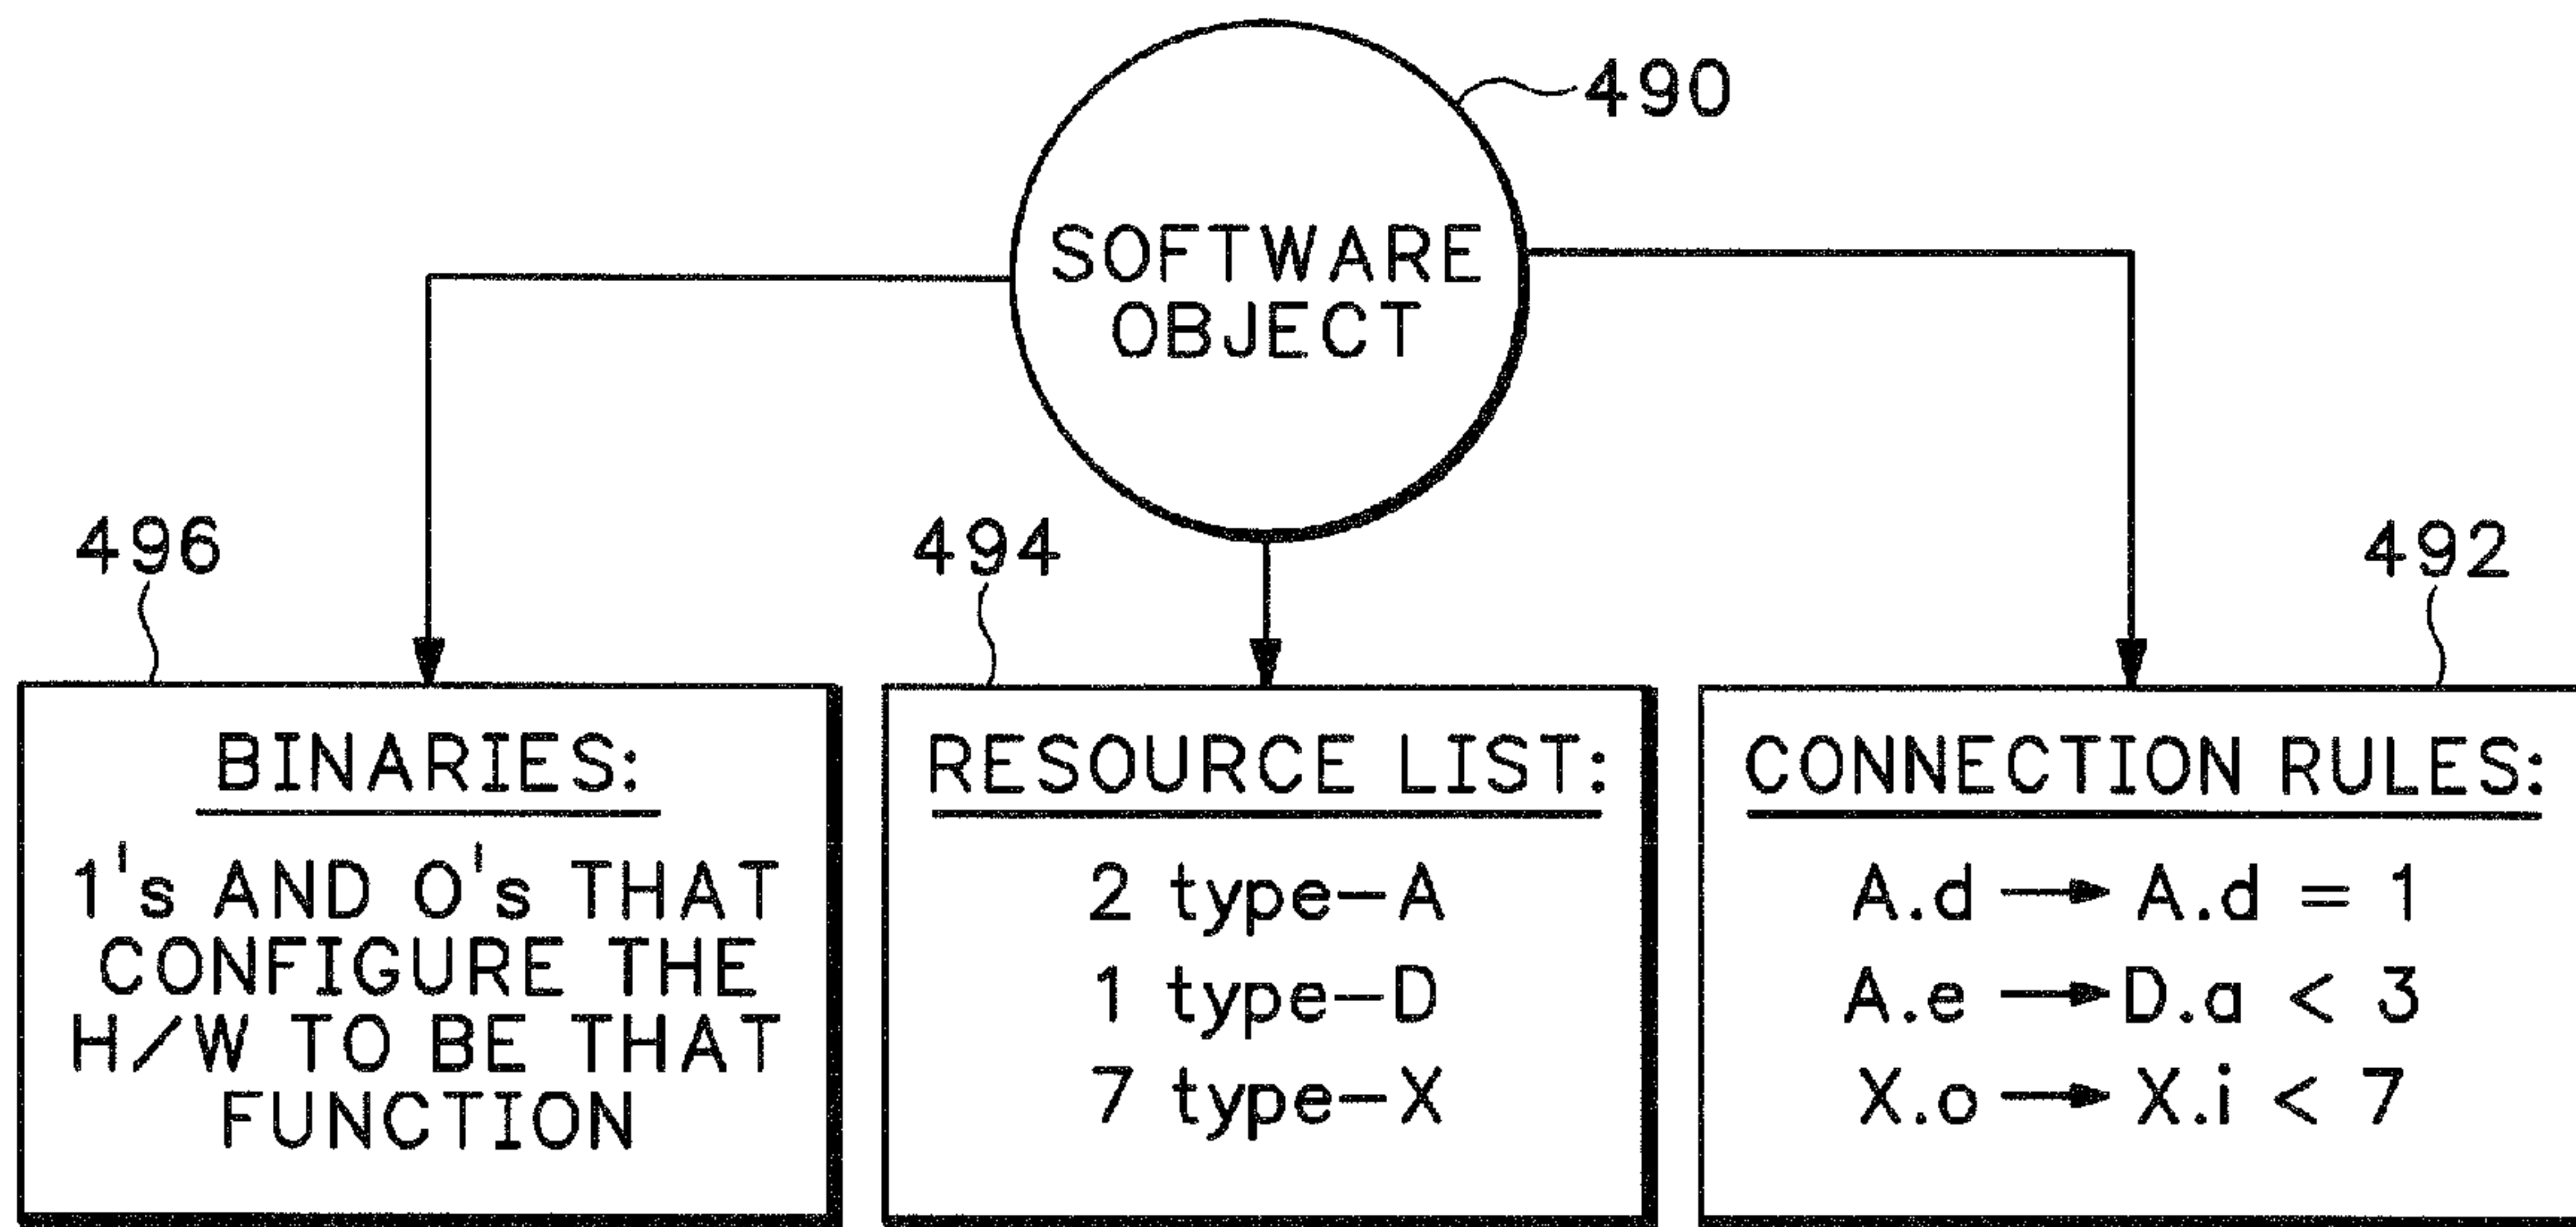 490
SOFTWARE
OBJECT
496
494
492
BINARIES:
1's AND 0's THAT
CONFIGURE THE
H/W TO BE THAT
FUNCTION
RESOURCE LIST:
2 type-A
1 type-D
7 type-X
CONNECTION RULES:
A.d → A.d = 1
A.e → D.a < 3
X.o → X.i < 7